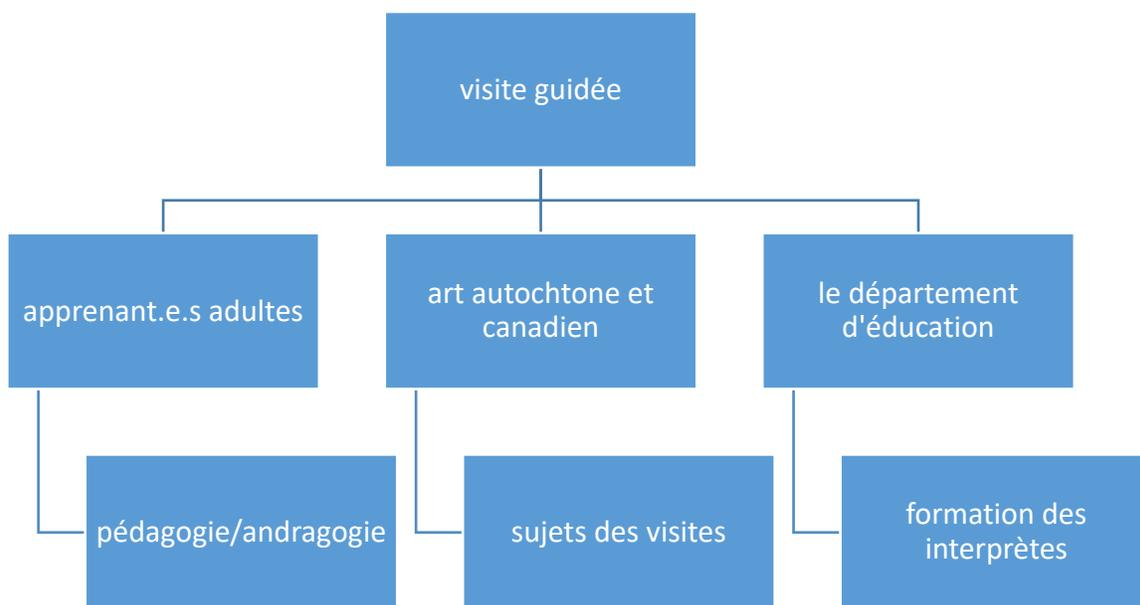 visite guidée
apprenant.e.s adultes
art autochtone et
canadien
le département
d'éducation
pédagogie/andragogie
sujets des visites
formation des
interprètes